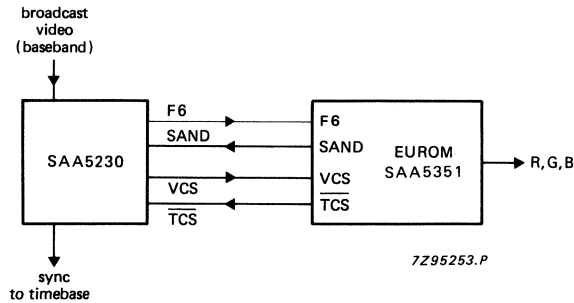 broadcast
video
(baseband)
F6
F6
SAND
SAND
SAA5230
EUROM
SAA5351
R,G,B
VCS
VCS
TCS
TCS
7Z95253.P
sync
to timebase